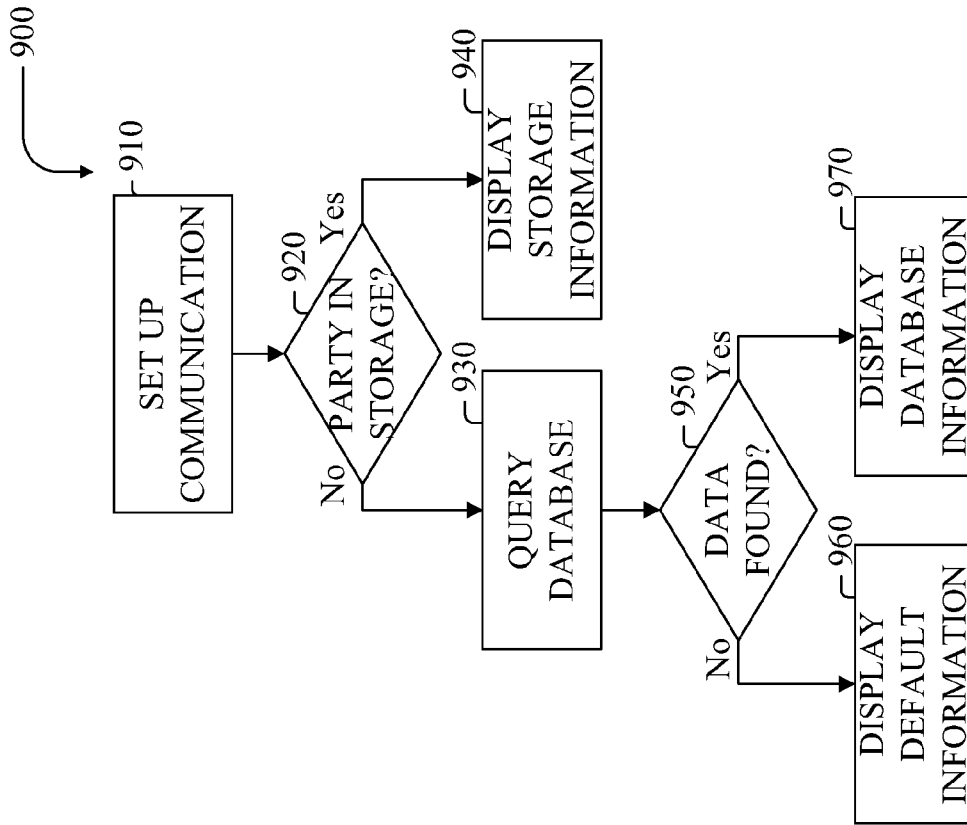 900
910
SET UP
COMMUNICATION
920
PARTY IN
STORAGE?
No
Yes
930
QUERY
DATABASE
940
DISPLAY
STORAGE
INFORMATION
950
DATA
FOUND?
No
Yes
960
DISPLAY
DEFAULT
INFORMATION
970
DISPLAY
DATABASE
INFORMATION